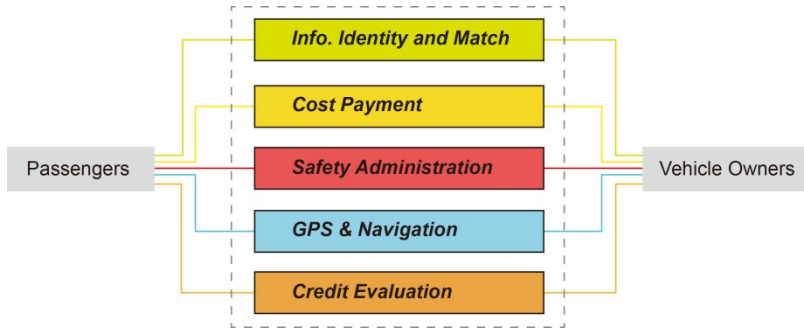 Info. Identity and Match
Cost Payment
Passengers
Safety Administration
Vehicle Owners
GPS & Navigation
Credit Evaluation